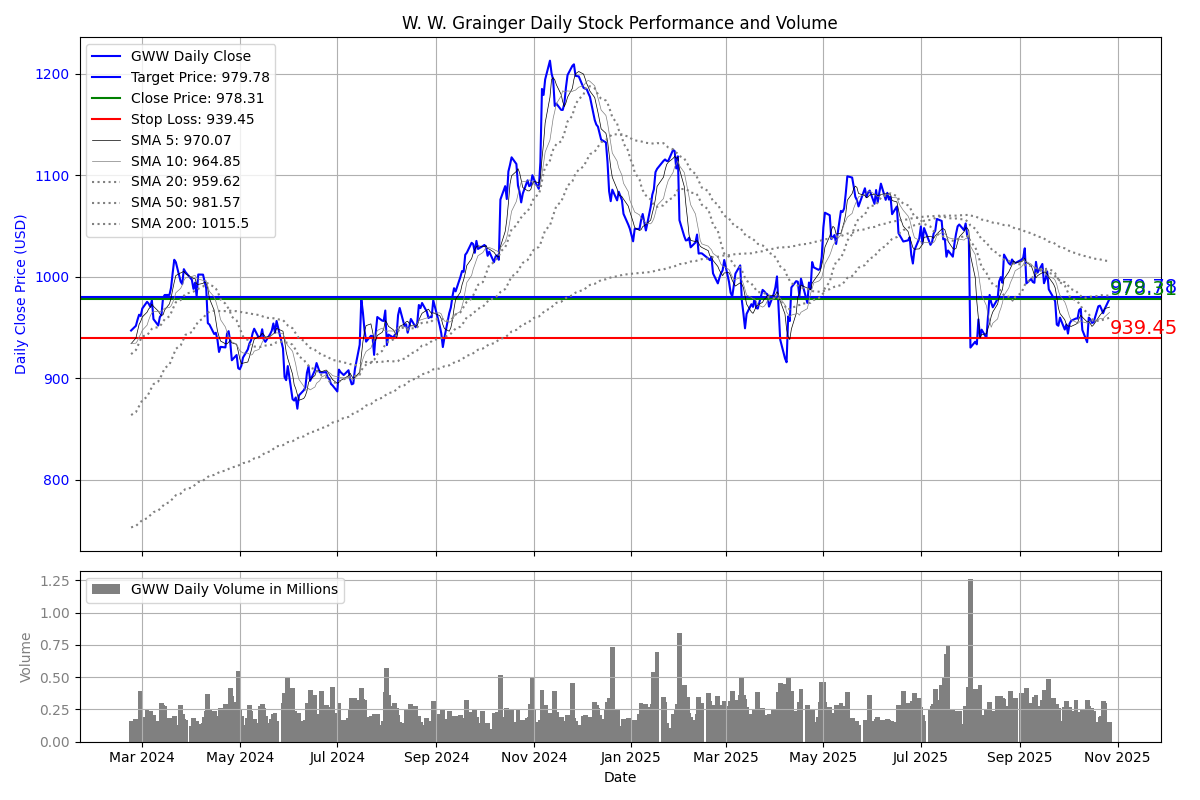 W. W. Grainger Daily Stock Performance and Volume
Daily Close Price (USD)
1200
1100
1000
900
800
GWW Daily Close
Target Price: 979.78
Close Price: 978.31
Stop Loss: 939.45
SMA 5: 970.07
SMA 10: 964.85
SMA 20: 959.62
SMA 50: 981.57
SMA 200: 1015.5
979.78
978.31
939.45
Volume
1.25
1.00
0.75
0.50
0.25
0.00
GWW Daily Volume in Millions
Mar 2024 May 2024 Jul 2024 Sep 2024 Nov 2024 Jan 2025 Mar 2025 May 2025 Jul 2025 Sep 2025 Nov 2025
Date